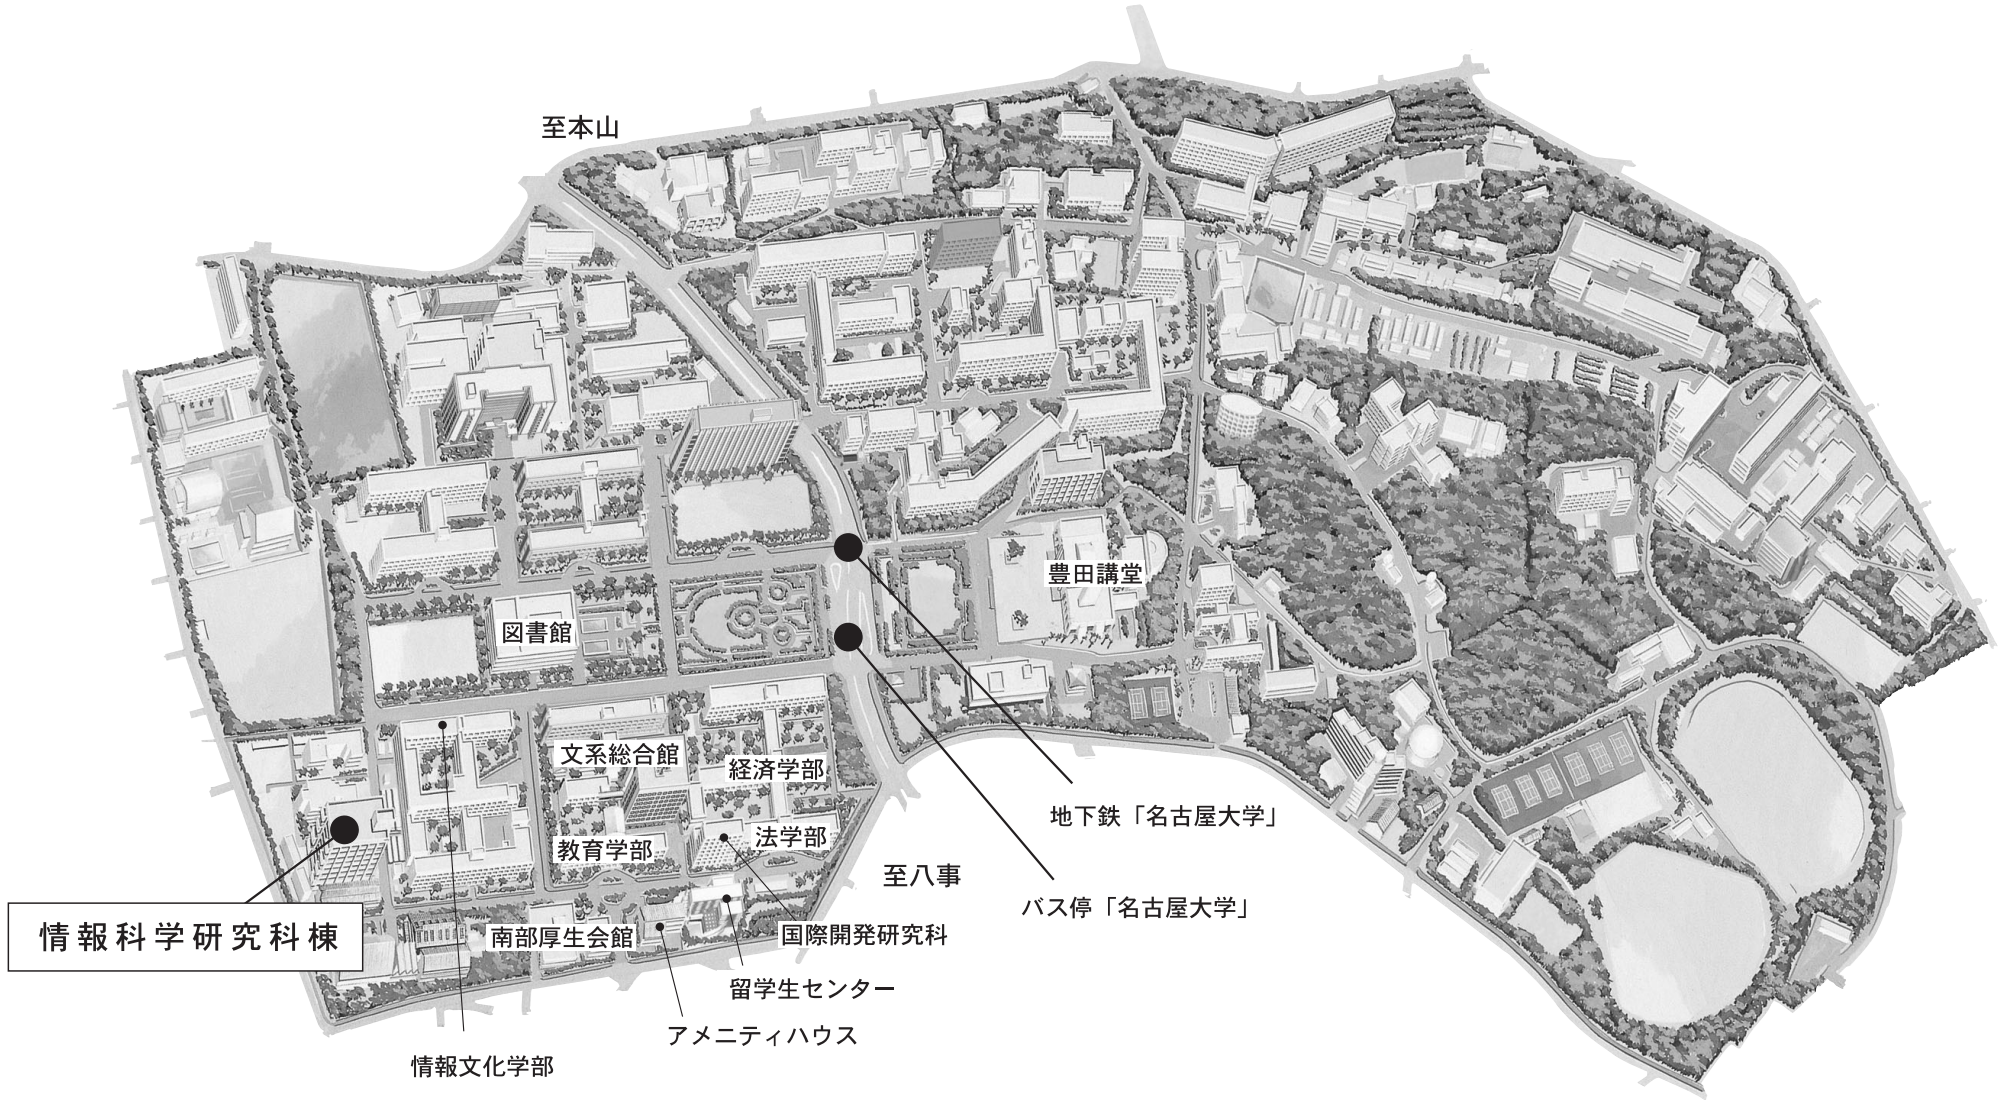 至本山
豊田講堂
図書館
文系総合館
経済学部
地下鉄「名古屋大学」
法学部
教育学部
至八事
バス停「名古屋大学」
情報科学研究科棟
南部厚生会館
国際開発研究科
留学生センター
アメニティハウス
情報文化学部